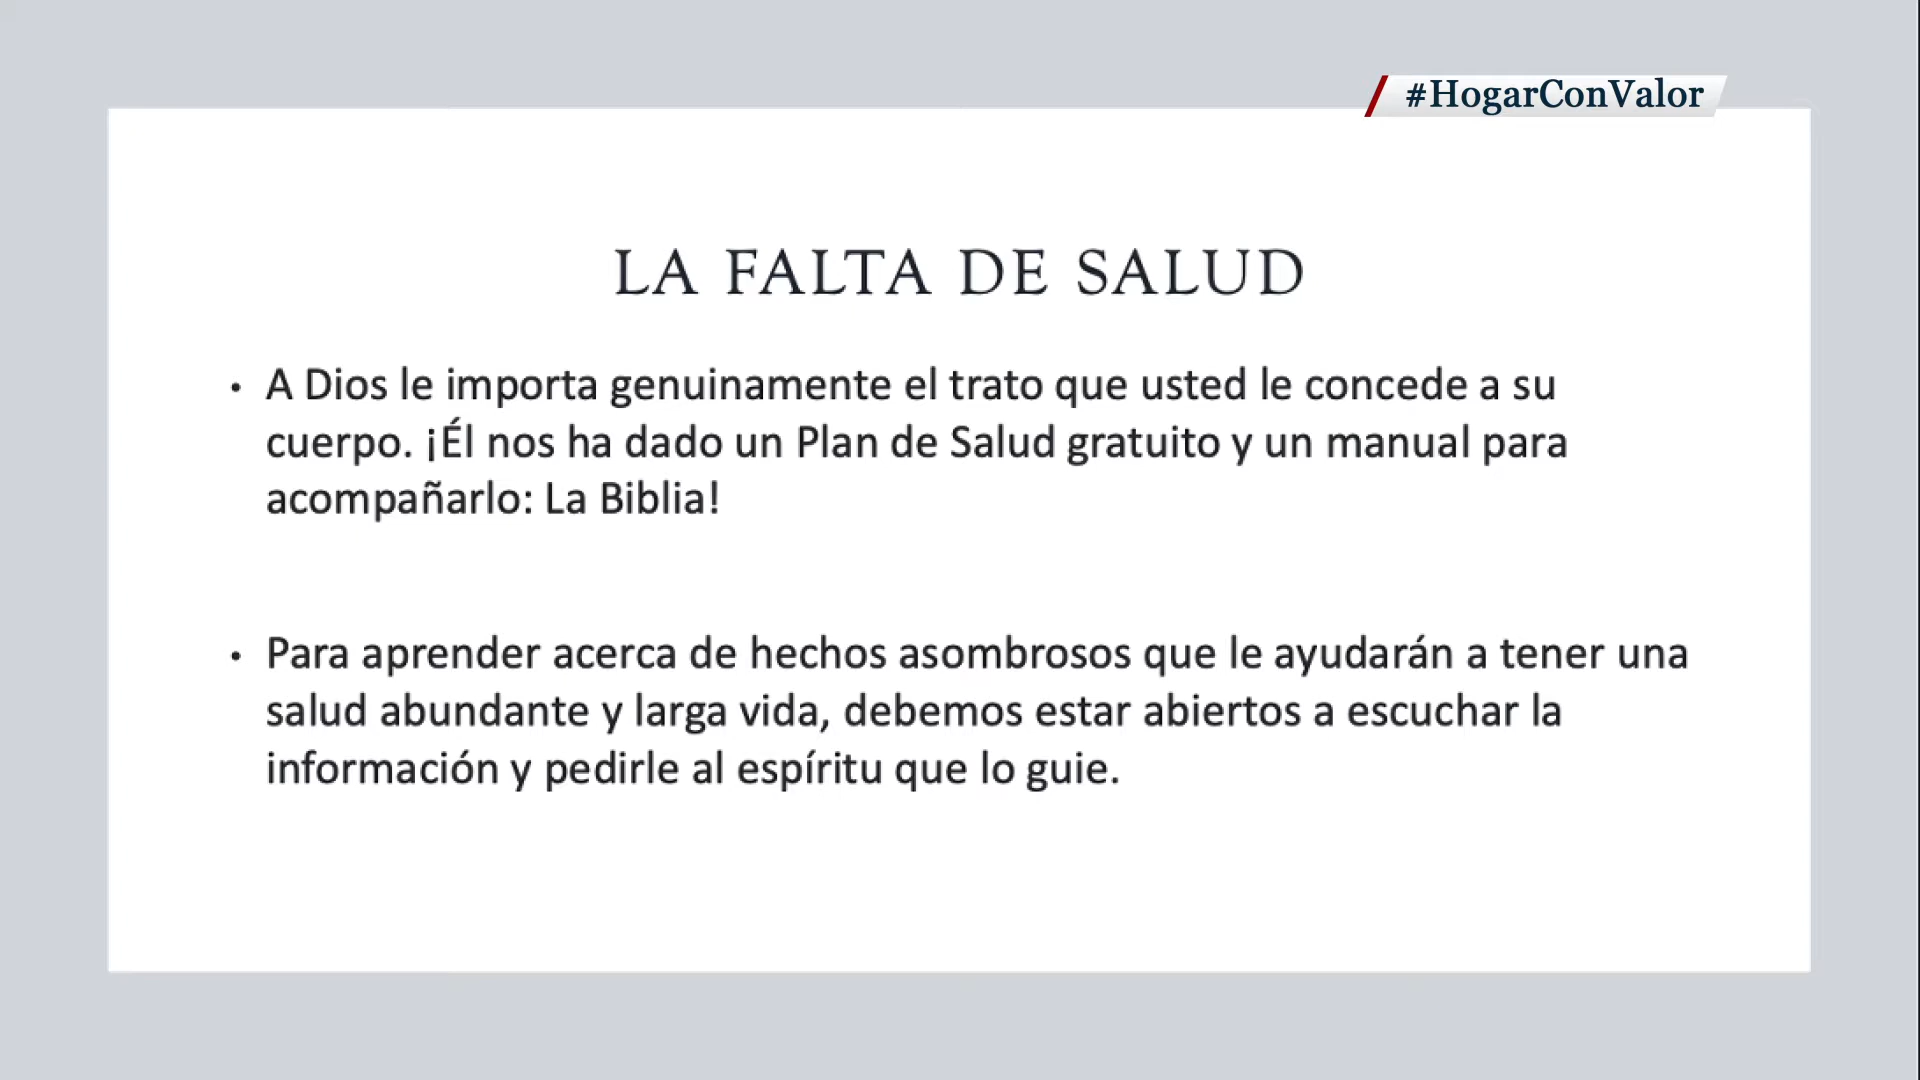 #HogarConValor
LA FALTA DE SALUD
• A Dios le importa genuinamente el trato que usted le concede a su
cuerpo. ¡Él nos ha dado un Plan de Salud gratuito y un manual para
acompañarlo: La Biblia!
• Para aprender acerca de hechos asombrosos que le ayudarán a tener una
salud abundante y larga vida, debemos estar abiertos a escuchar la
información y pedirle al espíritu que lo guie.